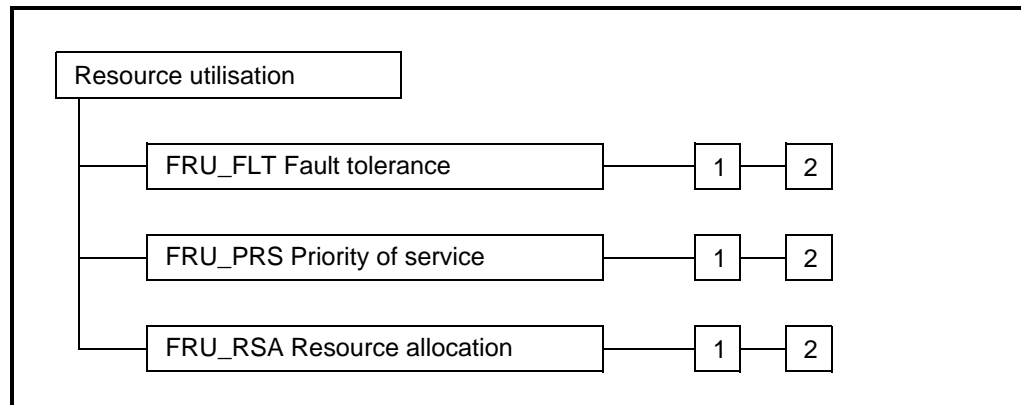 Resource utilisation
FRU_FLT Fault tolerance 1 2
FRU_PRS Priority of service 1 2
FRU_RSA Resource allocation 1 2